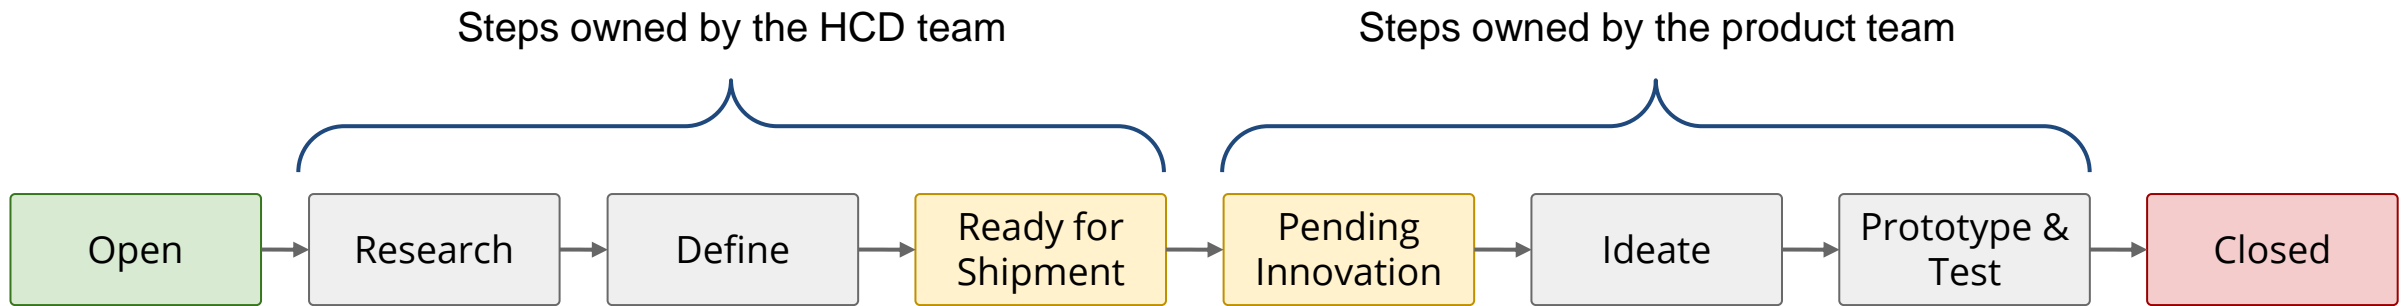 Steps owned by the HCD team
Steps owned by the product team
Open
Research
Define
Ready for
Shipment
Pending
Innovation
Ideate
Prototype &
Test
Closed